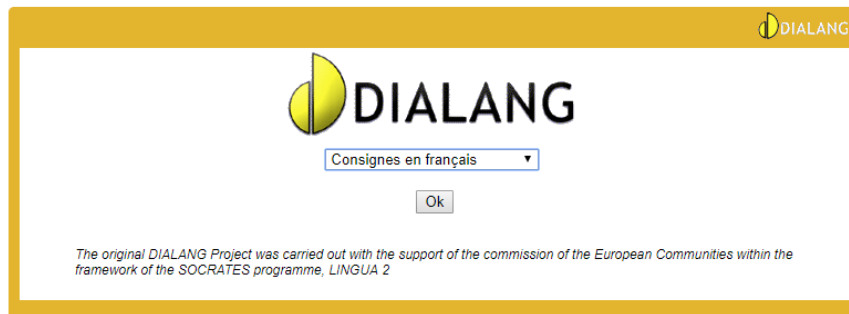 DIALANG
DIALANG
Consignes en français
Ok
The original DIALANG Project was carried out with the support of the commission of the European Communities within the
framework of the SOCRATES programme, LINGUA 2